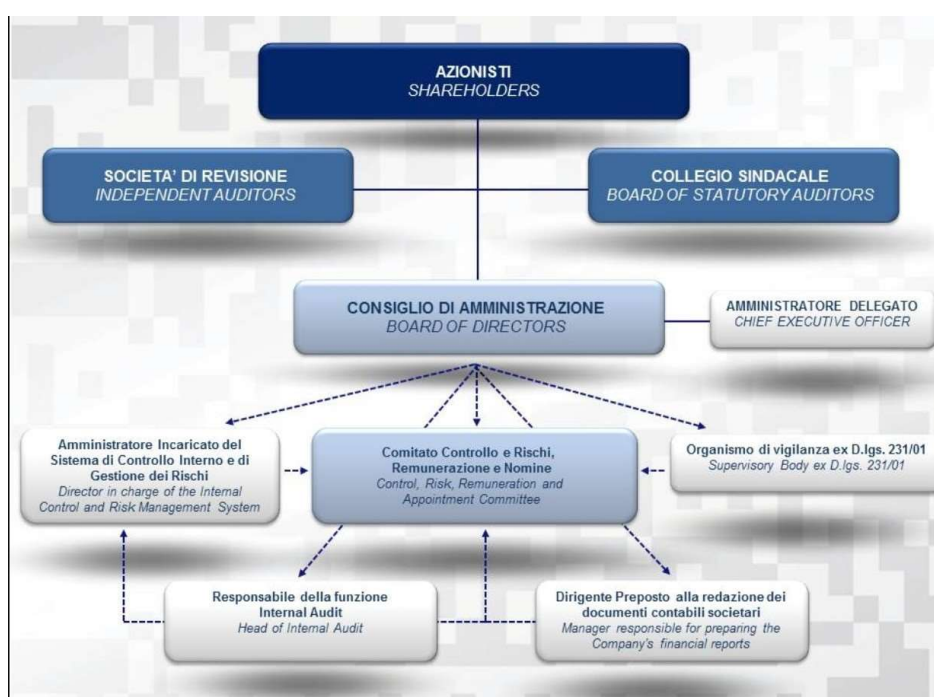 AZIONISTI
SHAREHOLDERS
SOCIETA' DI REVISIONE
INDEPENDENT AUDITORS
COLLEGIO SINDACALE
BOARD OF STATUTORY AUDITORS
CONSIGLIO DI AMMINISTRAZIONE
BOARD OF DIRECTORS
AMMINISTRATORE DELEGATO
CHIEF EXECUTIVE OFFICER
Amministratore Incaricato del
Sistema di Controllo Interno e di
Gestione dei Rischi
Director in charge of the Internal
Control and Risk Management System
Comitato Controllo e Rischi,
Remunerazione e Nomine
Control, Risk, Remuneration and
Appointment Committee
Organismo di vigilanza ex D.lgs. 231/01
Supervisory Body ex D.lgs. 231/01
Responsabile della funzione
Internal Audit
Head of Internal Audit
Dirigente Preposto alla redazione dei
documenti contabili societari
Manager responsible for preparing the
Company's financial reports